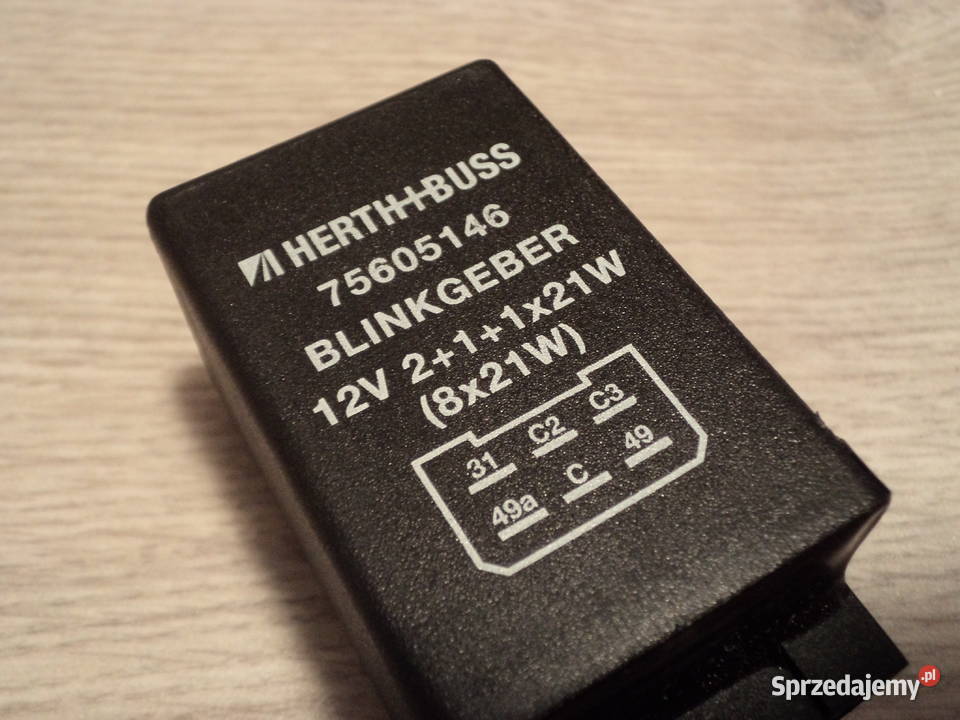 HERTH+BUSS
75605146
BLINKGEBER
12V 2+1+1x21W
(8x21W)
31 C2 C3
49a C 49
Sprzedajemy.pl